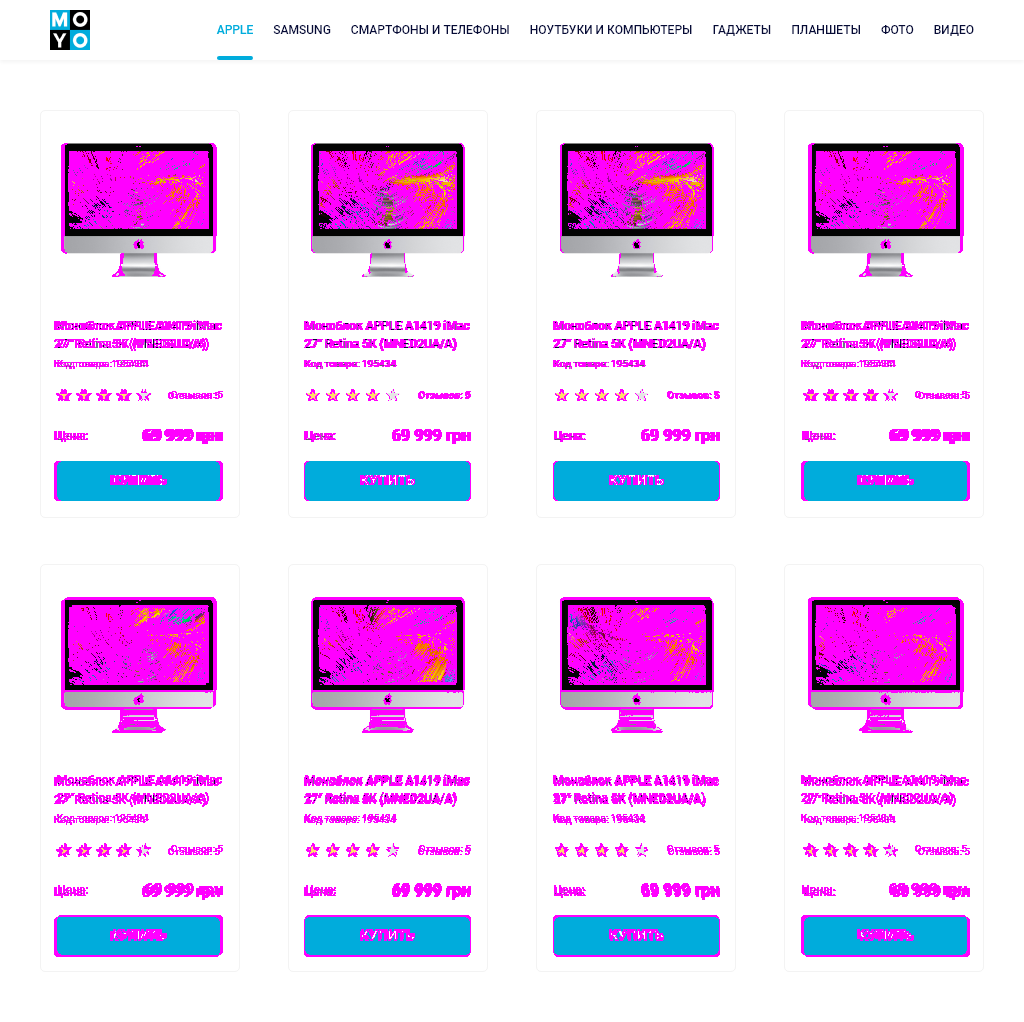 MOYO
APPLE SAMSUNG СМАРТФОНЫ И ТЕЛЕФОНЫ НОУТБУКИ И КОМПЬЮТЕРЫ ГАДЖЕТЫ ПЛАНШЕТЫ ФОТО ВИДЕО
Моноблок APPLE A1419 iMac Моноблок APPLE A1419 iMac Моноблок APPLE A1419 iMac Моноблок APPLE A1419 iMac
27" Retina 5K (MNED2UA/A) 27" Retina 5K (MNED2UA/A) 27" Retina 5K (MNED2UA/A) 27" Retina 5K (MNED2UA/A)
Код товара: 195434 Код товара: 195434 Код товара: 195434 Код товара: 195434
Отзывов: 5 Отзывов: 5 Отзывов: 5 Отзывов: 5
Цена: 69 999 грн Цена: 69 999 грн Цена: 69 999 грн Цена: 69 999 грн
КУПИТЬ КУПИТЬ КУПИТЬ КУПИТЬ
Моноблок APPLE A1419 iMac Моноблок APPLE A1419 iMac Моноблок APPLE A1419 iMac Моноблок APPLE A1419 iMac
27" Retina 5K (MNED2UA/A) 27" Retina 5K (MNED2UA/A) 27" Retina 5K (MNED2UA/A) 27" Retina 5K (MNED2UA/A)
Код товара: 195434 Код товара: 195434 Код товара: 195434 Код товара: 195434
Отзывов: 5 Отзывов: 5 Отзывов: 5 Отзывов: 5
Цена: 69 999 грн Цена: 69 999 грн Цена: 69 999 грн Цена: 69 999 грн
КУПИТЬ КУПИТЬ КУПИТЬ КУПИТЬ